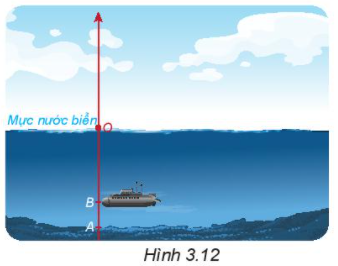 Mực nước biển O
B
A
Hình 3.12